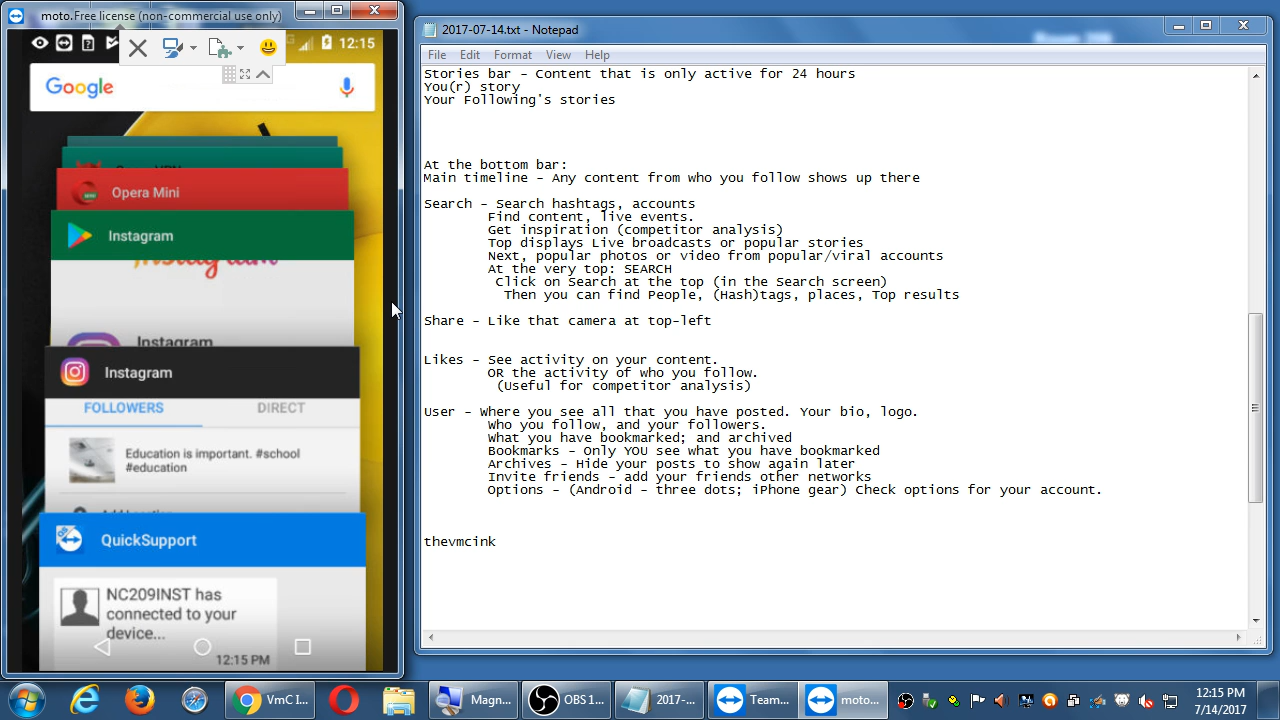 moto.Free license (non-commercial use only)
12:15
Google
Opera Mini
Instagram
Instagram
Instagram
Instagram
FOLLOWERS DIRECT
Education is important. #school
#education
Add Location
QuickSupport
NC209INST has
connected to your
device...
12:15 PM
2017-07-14.txt - Notepad
File Edit Format View Help
Stories bar - Content that is only active for 24 hours
You(r) story
Your Following's stories
At the bottom bar:
Main timeline - Any content from who you follow shows up there
Search - Search hashtags, accounts
Find content, live events.
Get inspiration (competitor analysis)
Top displays Live broadcasts or popular stories
Next, popular photos or video from popular/viral accounts
At the very top: SEARCH
Click on Search at the top (in the Search screen)
Then you can find People, (Hash)tags, places, Top results
Share - Like that camera at top-left
Likes - See activity on your content.
OR the activity of who you follow.
(Useful for competitor analysis)
User - Where you see all that you have posted. Your bio, logo.
Who you follow, and your followers.
What you have bookmarked; and archived
Bookmarks - Only YOU see what you have bookmarked
Archives - Hide your posts to show again later
Invite friends - add your friends other networks
Options - (Android - three dots; iPhone gear) Check options for your account.
thevmcink
VmC I...
Magn...
OBS 1...
2017-...
Team...
moto...
12:15 PM
7/14/2017